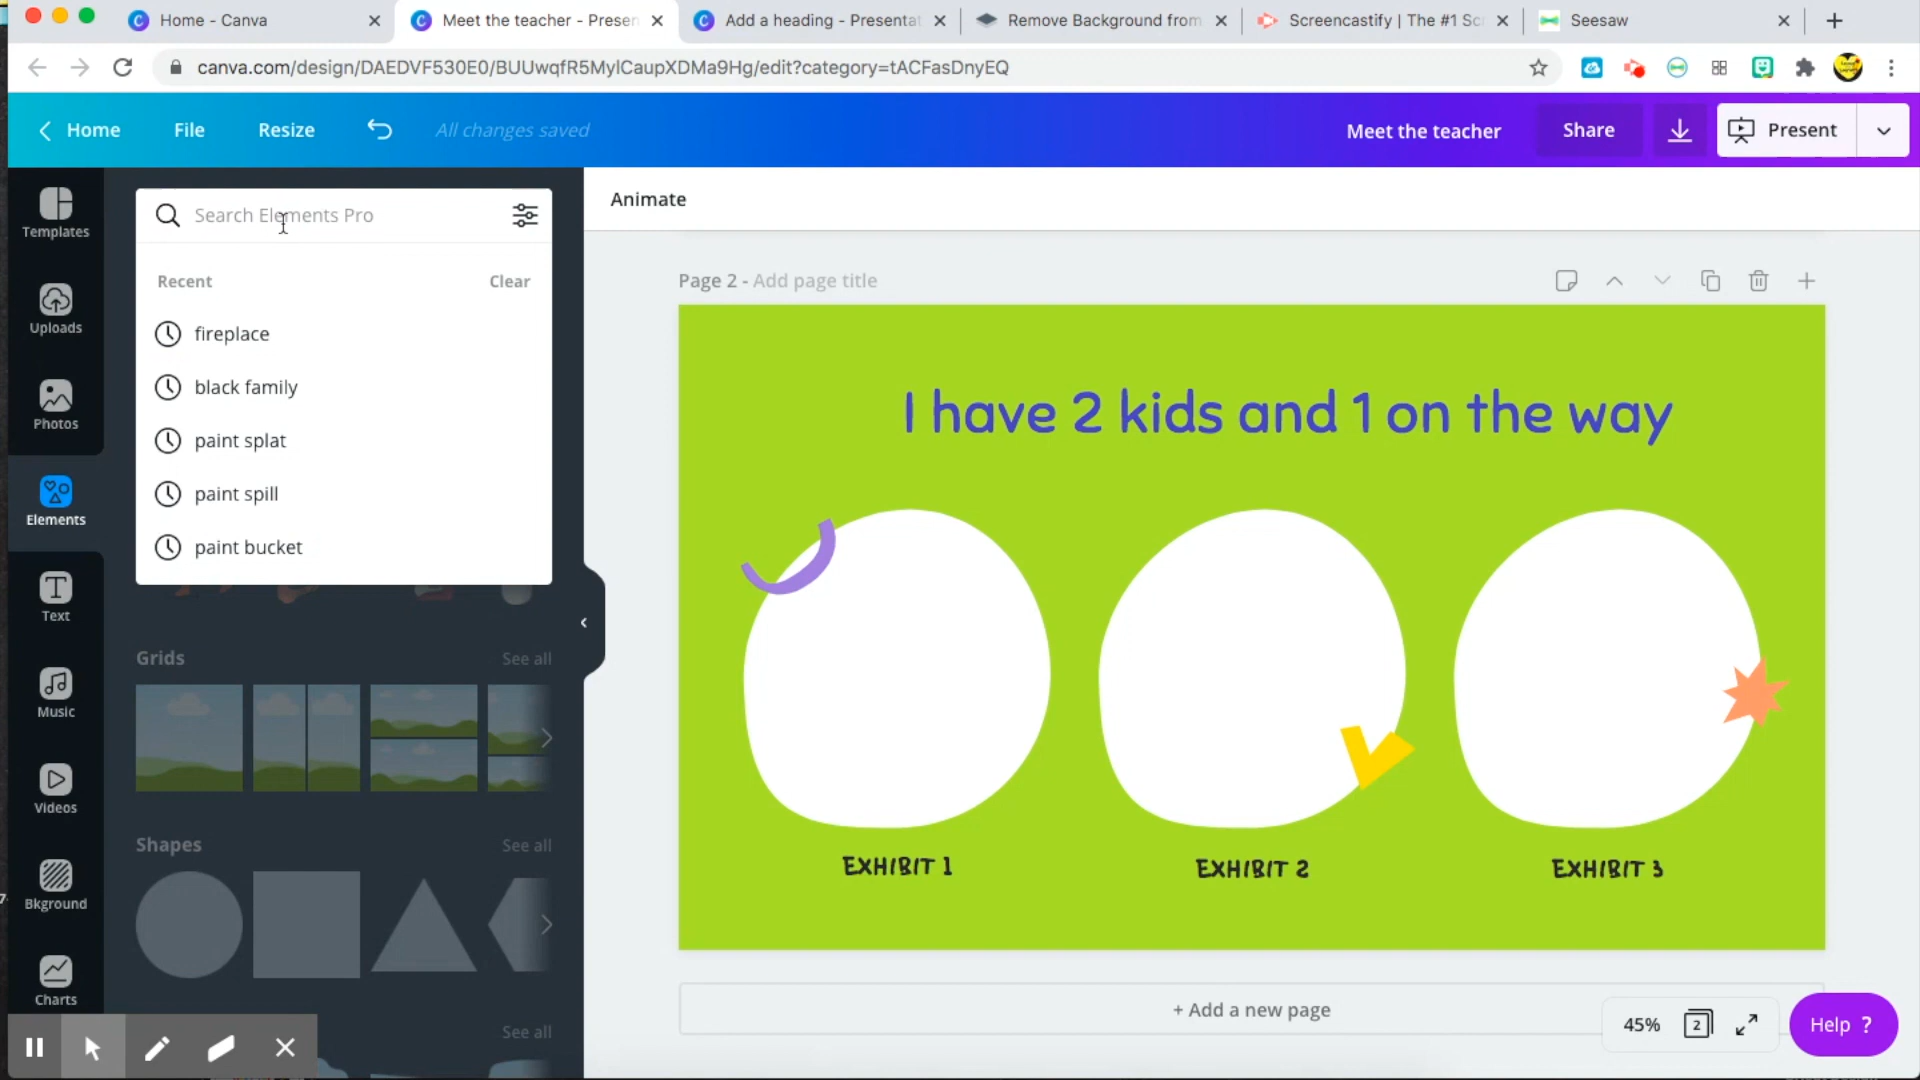 Home - Canva
Meet the teacher - Presen
Add a heading - Presentat
Remove Background from
Screencastify | The #1 Sc
Seesaw
canva.com/design/DAEDVF530E0/BUUwqfR5MylCaupXDMa9Hg/edit?category=tACFasDnyEQ
Home
File
Resize
All changes saved
Meet the teacher
Share
Present
Templates
Uploads
Photos
Elements
Text
Music
Videos
Bkground
Charts
Search Elements Pro
Recent
Clear
fireplace
black family
paint splat
paint spill
paint bucket
Grids
See all
Shapes
See all
See all
Animate
Page 2 - Add page title
I have 2 kids and 1 on the way
EXHIBIT 1
EXHIBIT 2
EXHIBIT 3
+ Add a new page
45%
2
Help ?